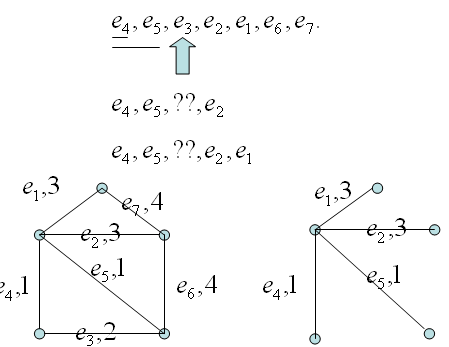 e₄, e₅, e₃, e₂, e₁, e₆, e₇.
e₄, e₅, ??, e₂
e₄, e₅, ??, e₂, e₁
e₁,3
e₇,4
e₂,3
e₅,1
e₄,1
e₆,4
e₃,2
e₁,3
e₂,3
e₅,1
e₄,1